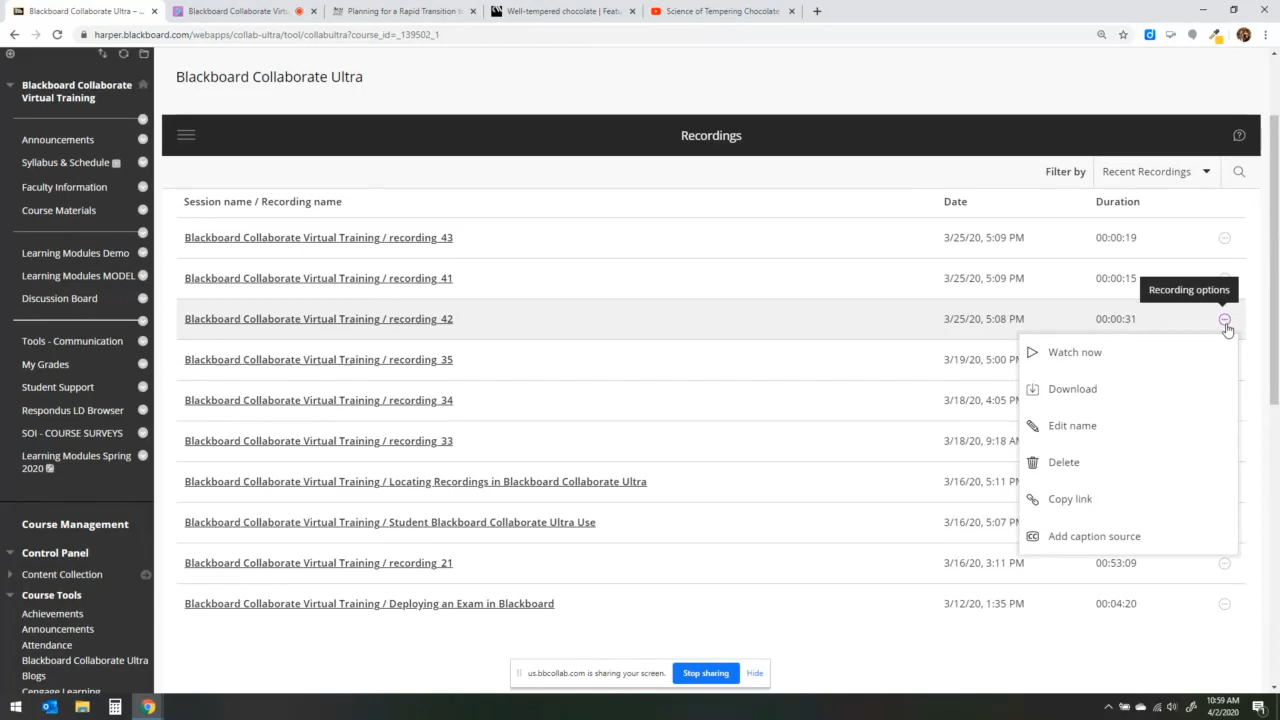 Blackboard Collaborate Ultra – ...
Blackboard Collaborate Virtu
Planning for a Rapid Transition to
Well-tempered chocolate | Featu
Science of Tempering Chocolate
harper.blackboard.com/webapps/collab-ultra/tool/collabultra?course_id=_139502_1
Blackboard Collaborate
Virtual Training
Announcements
Syllabus & Schedule
Faculty Information
Course Materials
Learning Modules Demo
Learning Modules MODEL
Discussion Board
Tools - Communication
My Grades
Student Support
Respondus LD Browser
SOI - COURSE SURVEYS
Learning Modules Spring
2020
Course Management
Control Panel
Content Collection
Course Tools
Achievements
Announcements
Attendance
Blackboard Collaborate Ultra
Blogs
Cengage Learning
Blackboard Collaborate Ultra
Recordings
Filter by
Recent Recordings
Session name / Recording name Date Duration
Blackboard Collaborate Virtual Training / recording_43 3/25/20, 5:09 PM 00:00:19
Blackboard Collaborate Virtual Training / recording_41 3/25/20, 5:09 PM 00:00:15
Recording options
Blackboard Collaborate Virtual Training / recording_42 3/25/20, 5:08 PM 00:00:31
Blackboard Collaborate Virtual Training / recording_35 3/19/20, 5:00 PM
Blackboard Collaborate Virtual Training / recording_34 3/18/20, 4:05 PM
Blackboard Collaborate Virtual Training / recording_33 3/18/20, 9:18 AM
Blackboard Collaborate Virtual Training / Locating Recordings in Blackboard Collaborate Ultra 3/16/20, 5:11 PM
Blackboard Collaborate Virtual Training / Student Blackboard Collaborate Ultra Use 3/16/20, 5:07 PM
Blackboard Collaborate Virtual Training / recording_21 3/16/20, 3:11 PM 00:53:09
Blackboard Collaborate Virtual Training / Deploying an Exam in Blackboard 3/12/20, 1:35 PM 00:04:20
Watch now
Download
Edit name
Delete
Copy link
Add caption source
us.bbcollab.com is sharing your screen. Stop sharing Hide
10:59 AM
4/2/2020